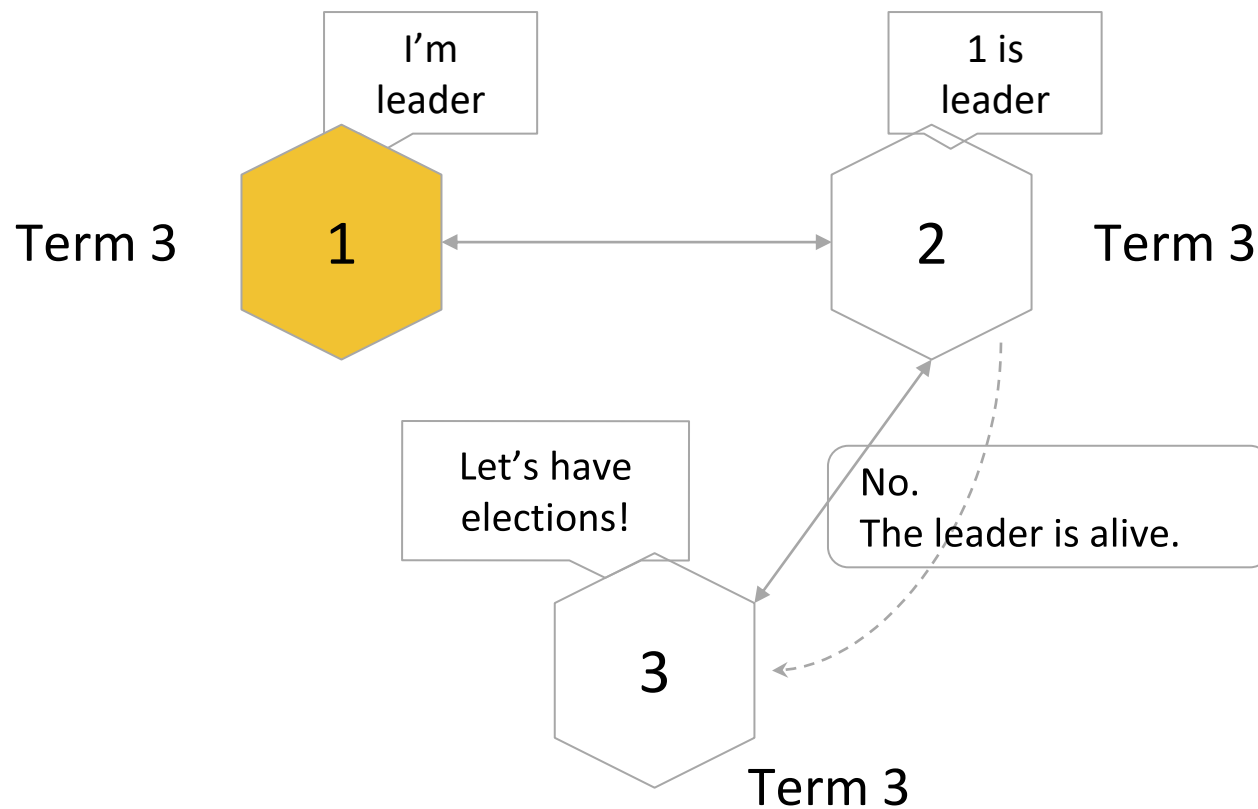 I’m
leader
1 is
leader
Term 3
1
2
Term 3
Let’s have
elections!
No.
The leader is alive.
3
Term 3